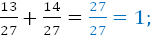 13/27 + 14/27 = 27/27 = 1;